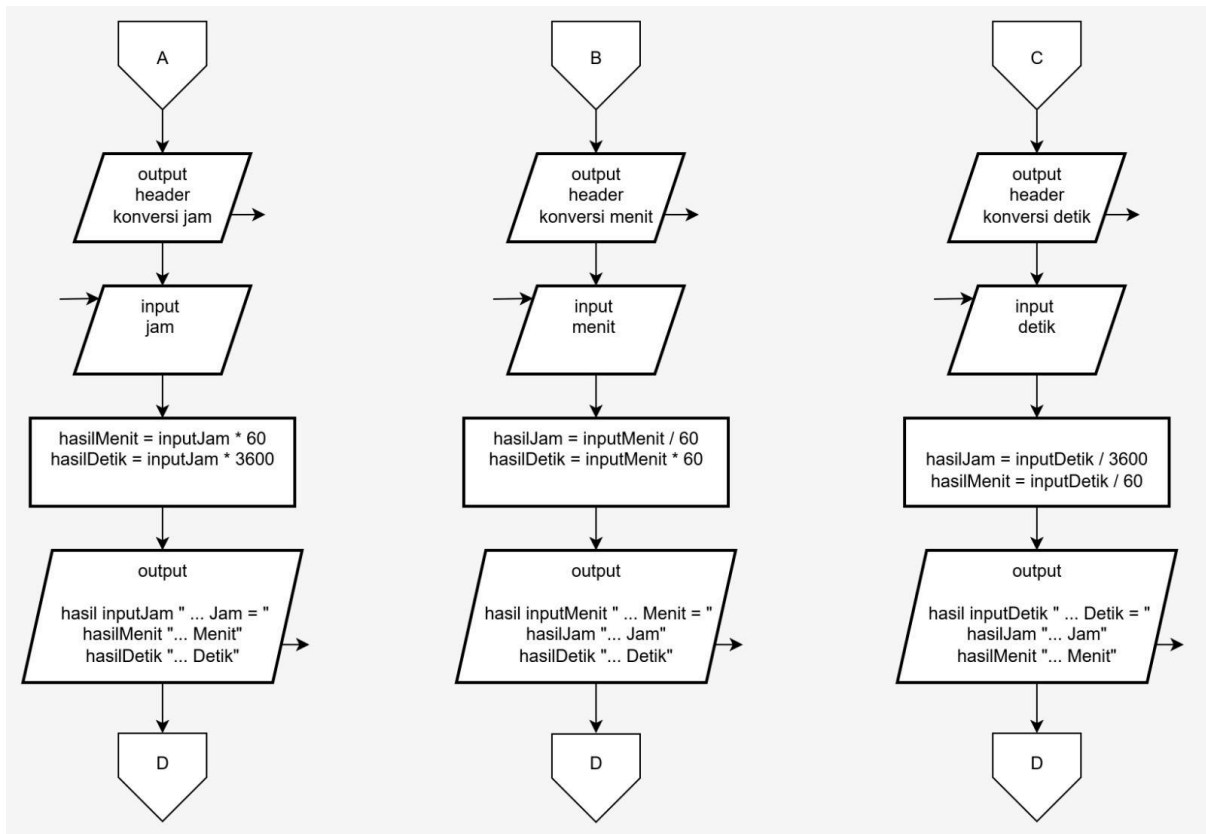 A
output
header
konversi jam
input
jam
hasilMenit = inputJam * 60
hasilDetik = inputJam * 3600
output
hasil inputJam " ... Jam = "
hasilMenit "... Menit"
hasilDetik "... Detik"
D
B
output
header
konversi menit
input
menit
hasilJam = inputMenit / 60
hasilDetik = inputMenit * 60
output
hasil inputMenit " ... Menit = "
hasilJam "... Jam"
hasilDetik "... Detik"
D
C
output
header
konversi detik
input
detik
hasilJam = inputDetik / 3600
hasilMenit = inputDetik / 60
output
hasil inputDetik " ... Detik = "
hasilJam "... Jam"
hasilMenit "... Menit"
D